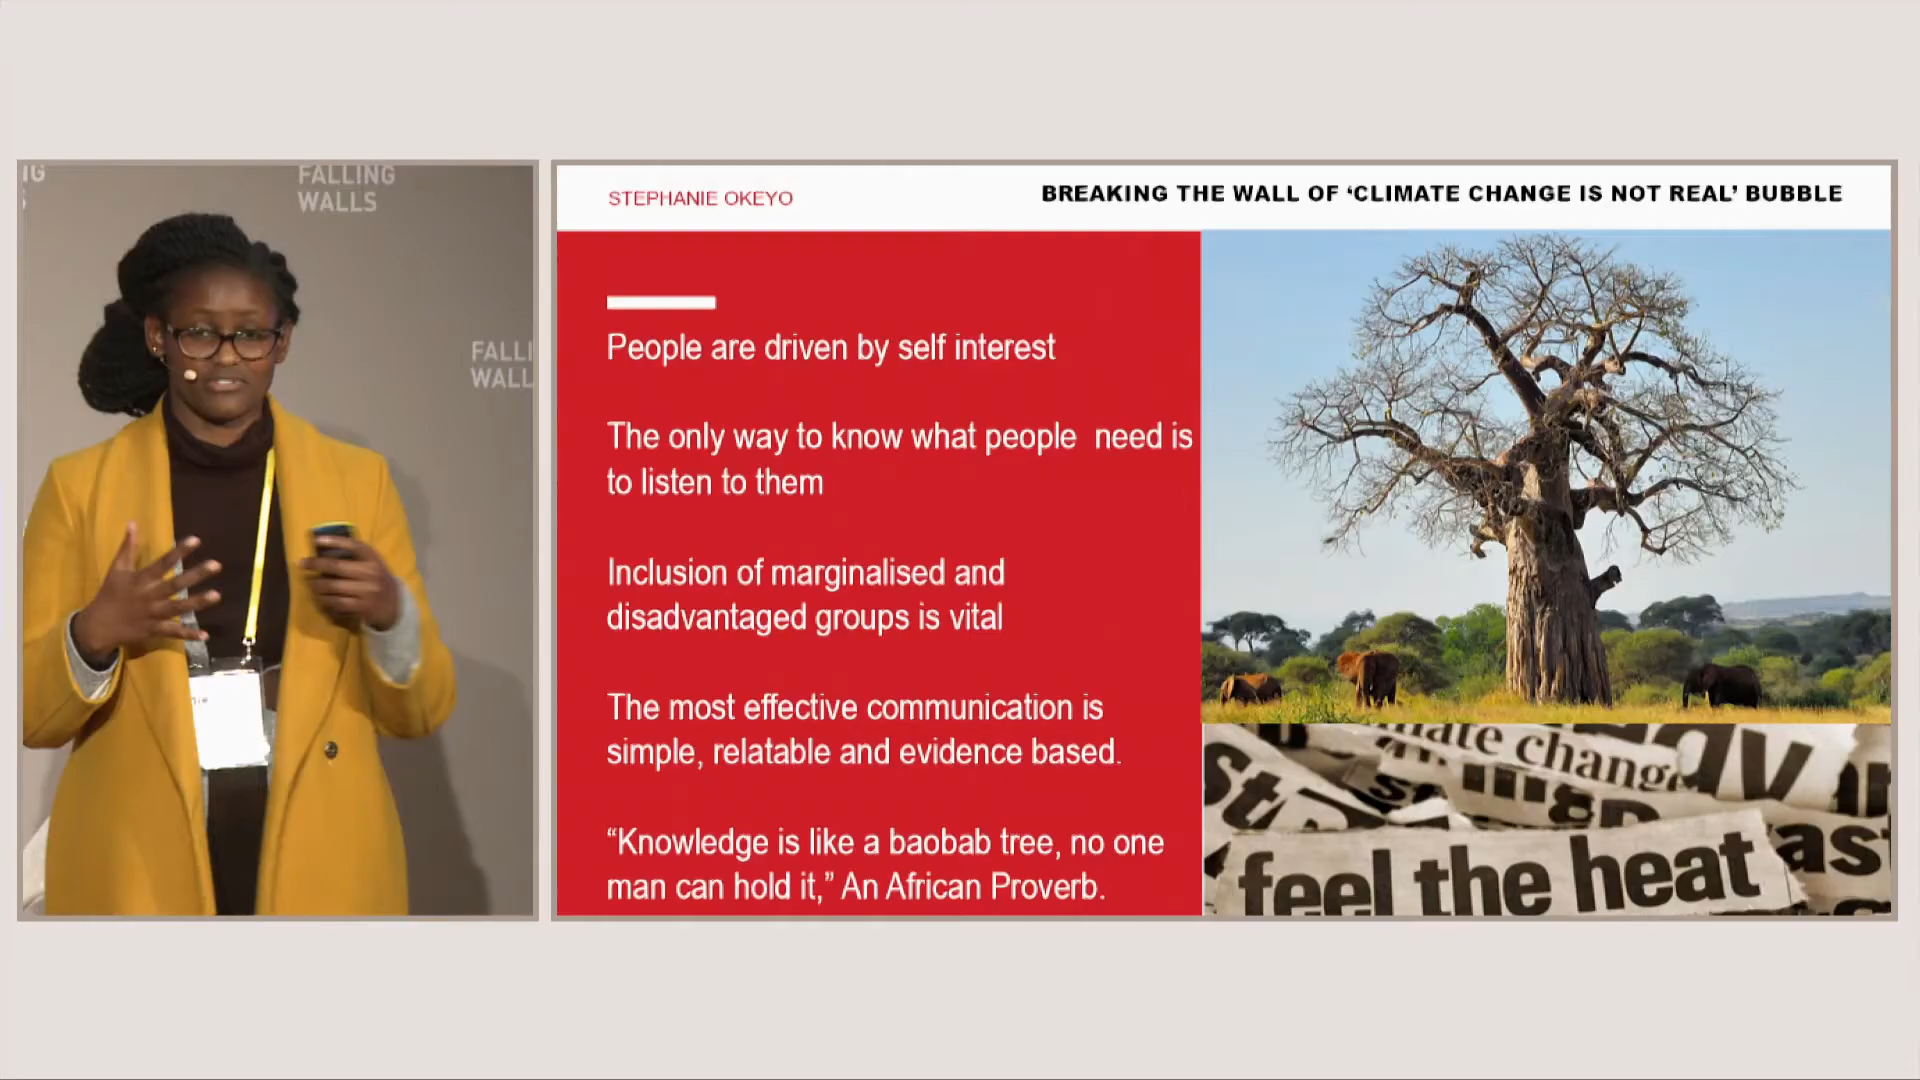 FALLING
WALLS
STEPHANIE OKEYO
BREAKING THE WALL OF ‘CLIMATE CHANGE IS NOT REAL’ BUBBLE
People are driven by self interest
The only way to know what people  need is
to listen to them
Inclusion of marginalised and
disadvantaged groups is vital
The most effective communication is
simple, relatable and evidence based.
“Knowledge is like a baobab tree, no one
man can hold it,” An African Proverb.
change
feel the heat